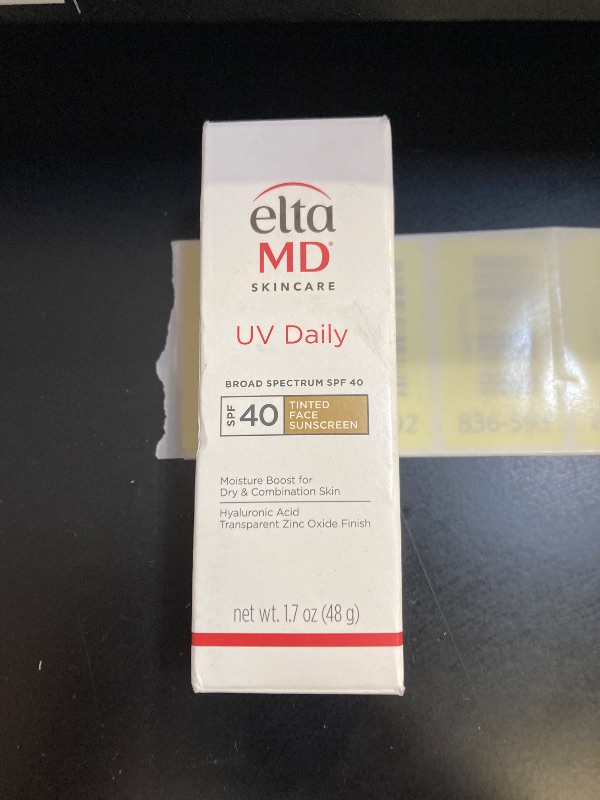 elta
MD®
SKINCARE
UV Daily
BROAD SPECTRUM SPF 40
SPF 40 TINTED
FACE
SUNSCREEN
Moisture Boost for
Dry & Combination Skin
Hyaluronic Acid
Transparent Zinc Oxide Finish
net wt. 1.7 oz (48 g)